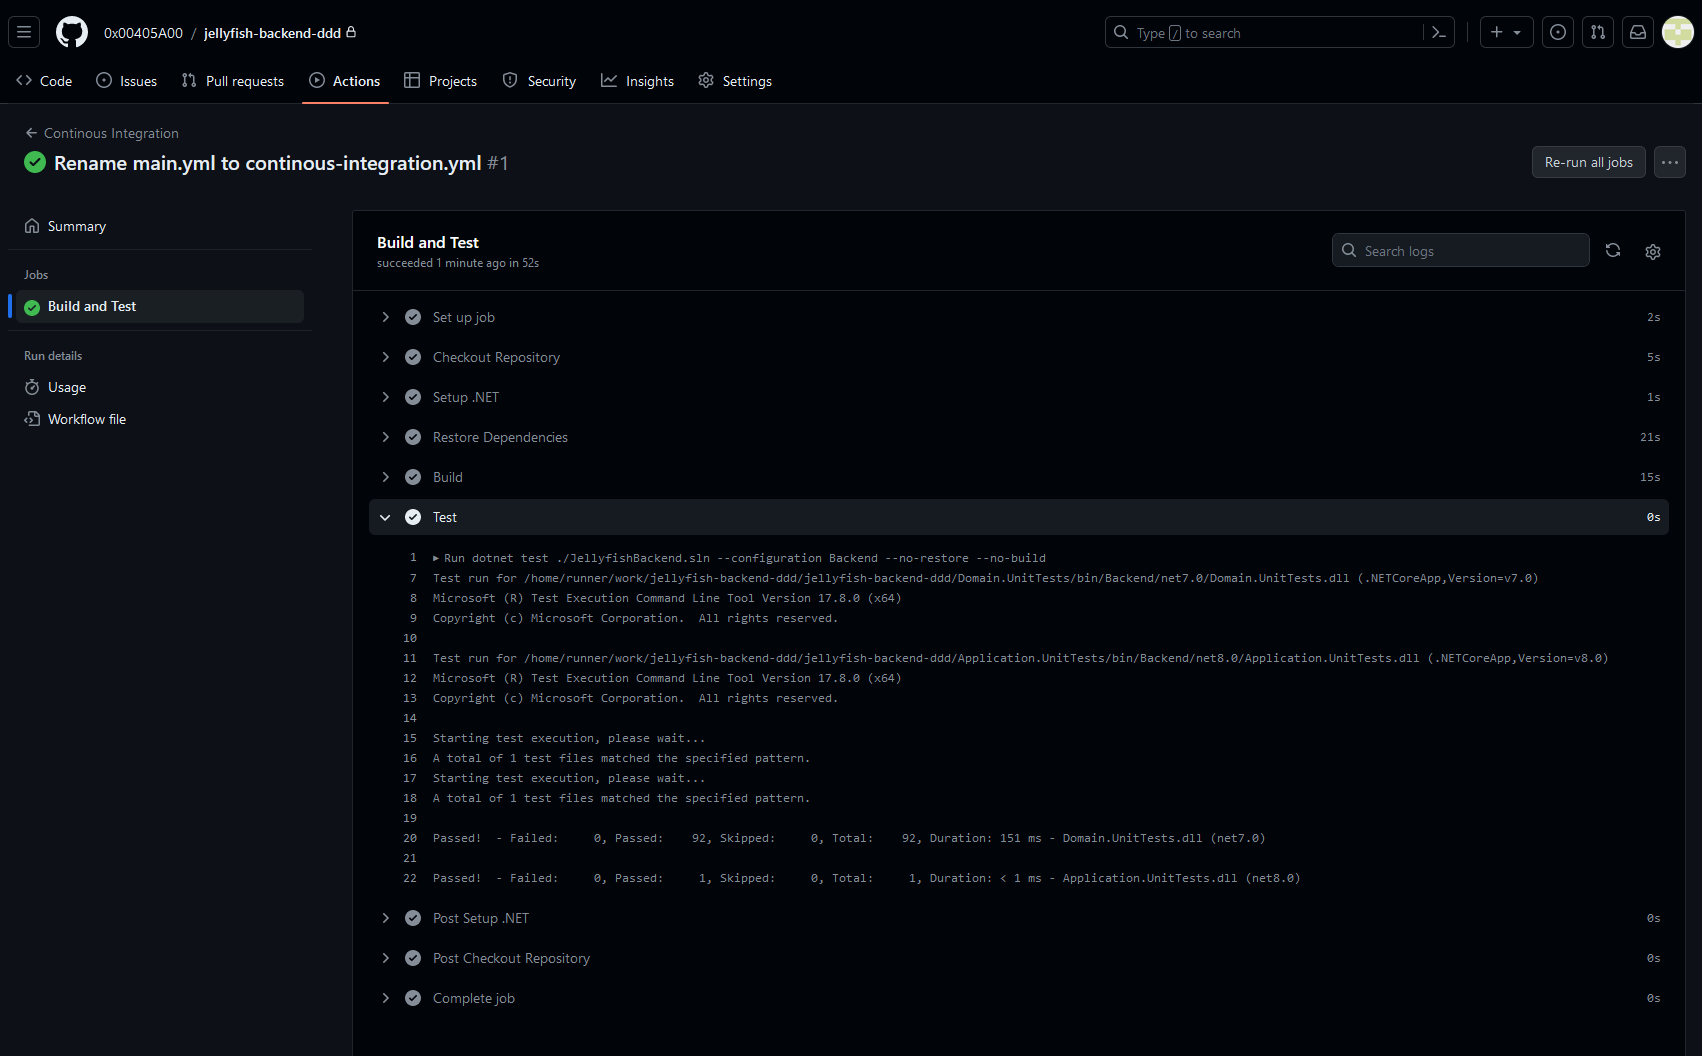 0x00405A00 / jellyfish-backend-ddd
Type / to search
Code Issues Pull requests Actions Projects Security Insights Settings
Continous Integration
Rename main.yml to continous-integration.yml #1
Re-run all jobs
Summary
Jobs
Build and Test
Run details
Usage
Workflow file
Build and Test
succeeded 1 minute ago in 52s
Search logs
Set up job 2s
Checkout Repository 5s
Setup .NET 1s
Restore Dependencies 21s
Build 15s
Test 0s
1 Run dotnet test ./JellyfishBackend.sln --configuration Backend --no-restore --no-build
7 Test run for /home/runner/work/jellyfish-backend-ddd/jellyfish-backend-ddd/Domain.UnitTests/bin/Backend/net7.0/Domain.UnitTests.dll (.NETCoreApp,Version=v7.0)
8 Microsoft (R) Test Execution Command Line Tool Version 17.8.0 (x64)
9 Copyright (c) Microsoft Corporation.  All rights reserved.
10
11 Test run for /home/runner/work/jellyfish-backend-ddd/jellyfish-backend-ddd/Application.UnitTests/bin/Backend/net8.0/Application.UnitTests.dll (.NETCoreApp,Version=v8.0)
12 Microsoft (R) Test Execution Command Line Tool Version 17.8.0 (x64)
13 Copyright (c) Microsoft Corporation.  All rights reserved.
14
15 Starting test execution, please wait...
16 A total of 1 test files matched the specified pattern.
17 Starting test execution, please wait...
18 A total of 1 test files matched the specified pattern.
19
20 Passed!  - Failed:     0, Passed:    92, Skipped:     0, Total:    92, Duration: 151 ms - Domain.UnitTests.dll (net7.0)
21
22 Passed!  - Failed:     0, Passed:     1, Skipped:     0, Total:     1, Duration: < 1 ms - Application.UnitTests.dll (net8.0)
Post Setup .NET 0s
Post Checkout Repository 0s
Complete job 0s